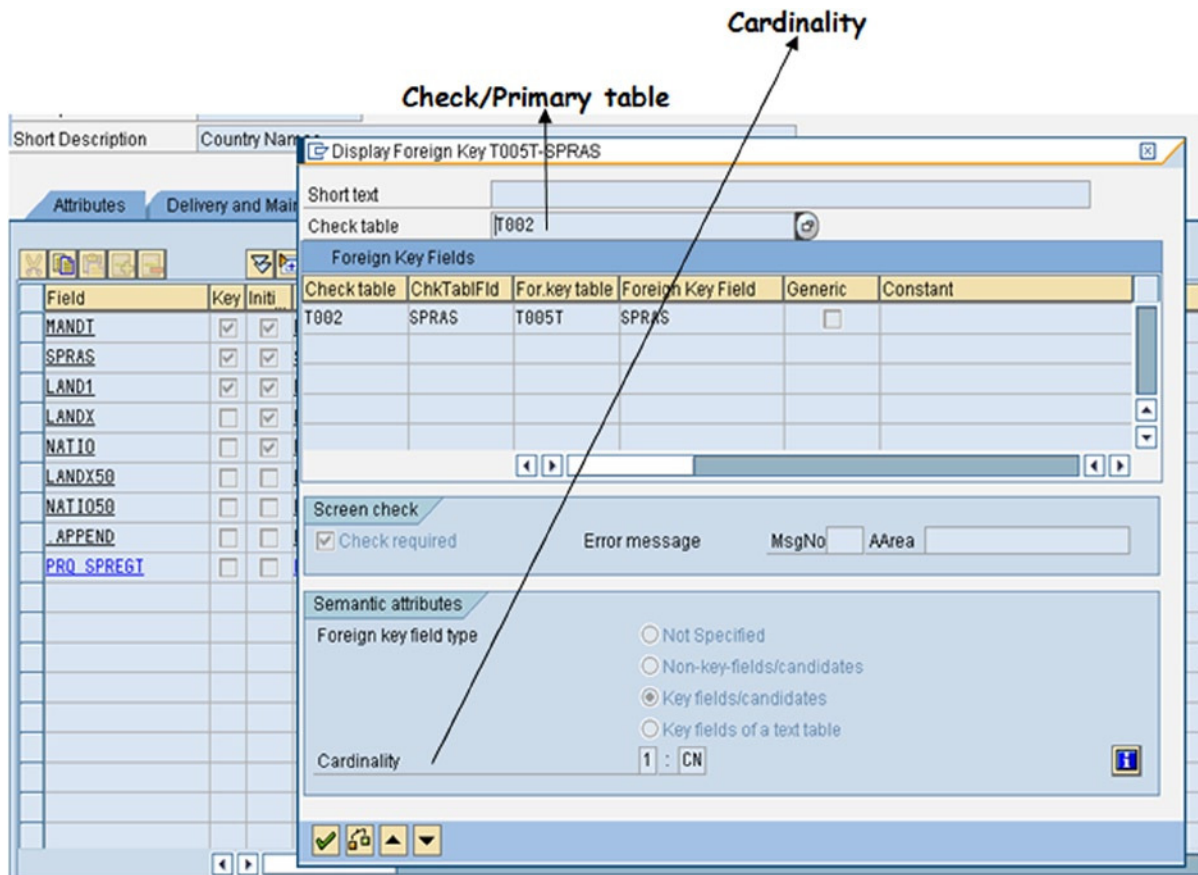 Cardinality
Check/Primary table
Short Description Country Names
Display Foreign Key T005T-SPRAS
Attributes Delivery and Main
Short text
Check table T002
Foreign Key Fields
Check table ChkTablFld For.key table Foreign Key Field Generic Constant
T002 SPRAS T005T SPRAS
Field Key Initi...
MANDT
SPRAS
LAND1
LANDX
NATIO
LANDX50
NATIO50
.APPEND
PRQ_SPREGT
Screen check
Check required Error message MsgNo AArea
Semantic attributes
Foreign key field type Not Specified
Non-key-fields/candidates
Key fields/candidates
Key fields of a text table
Cardinality 1 : CN